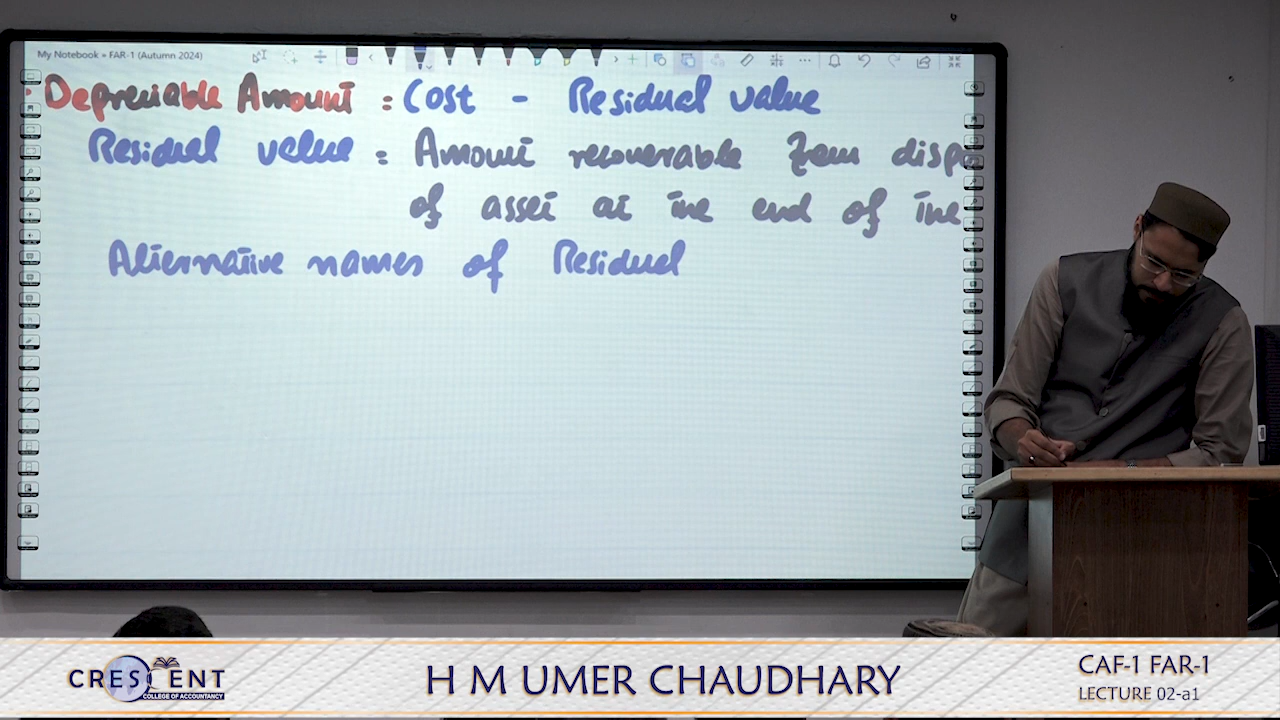 My Notebook » FAR-1 (Autumn 2024)
Depreciable Amount : Cost - Residual value
Residual value = Amount recoverable from dispo
of asset at the end of the
Alternative names of Residual
CRESCENT
COLLEGE OF ACCOUNTANCY
H M UMER CHAUDHARY
CAF-1 FAR-1
LECTURE 02-a1